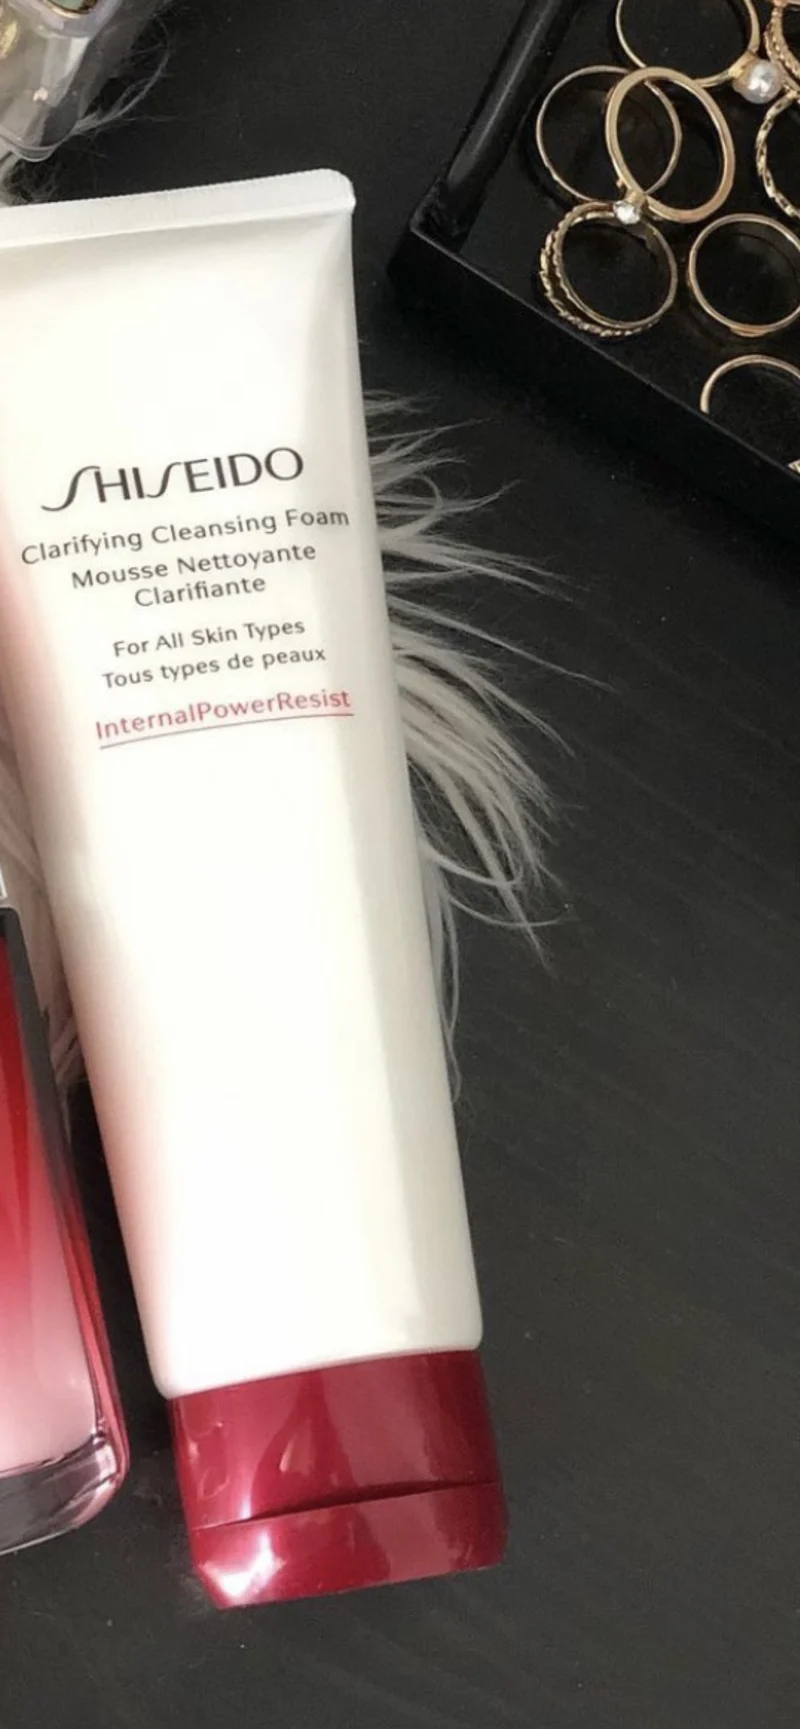 SHISEIDO
Clarifying Cleansing Foam
Mousse Nettoyante
Clarifiante
For All Skin Types
Tous types de peaux
InternalPowerResist